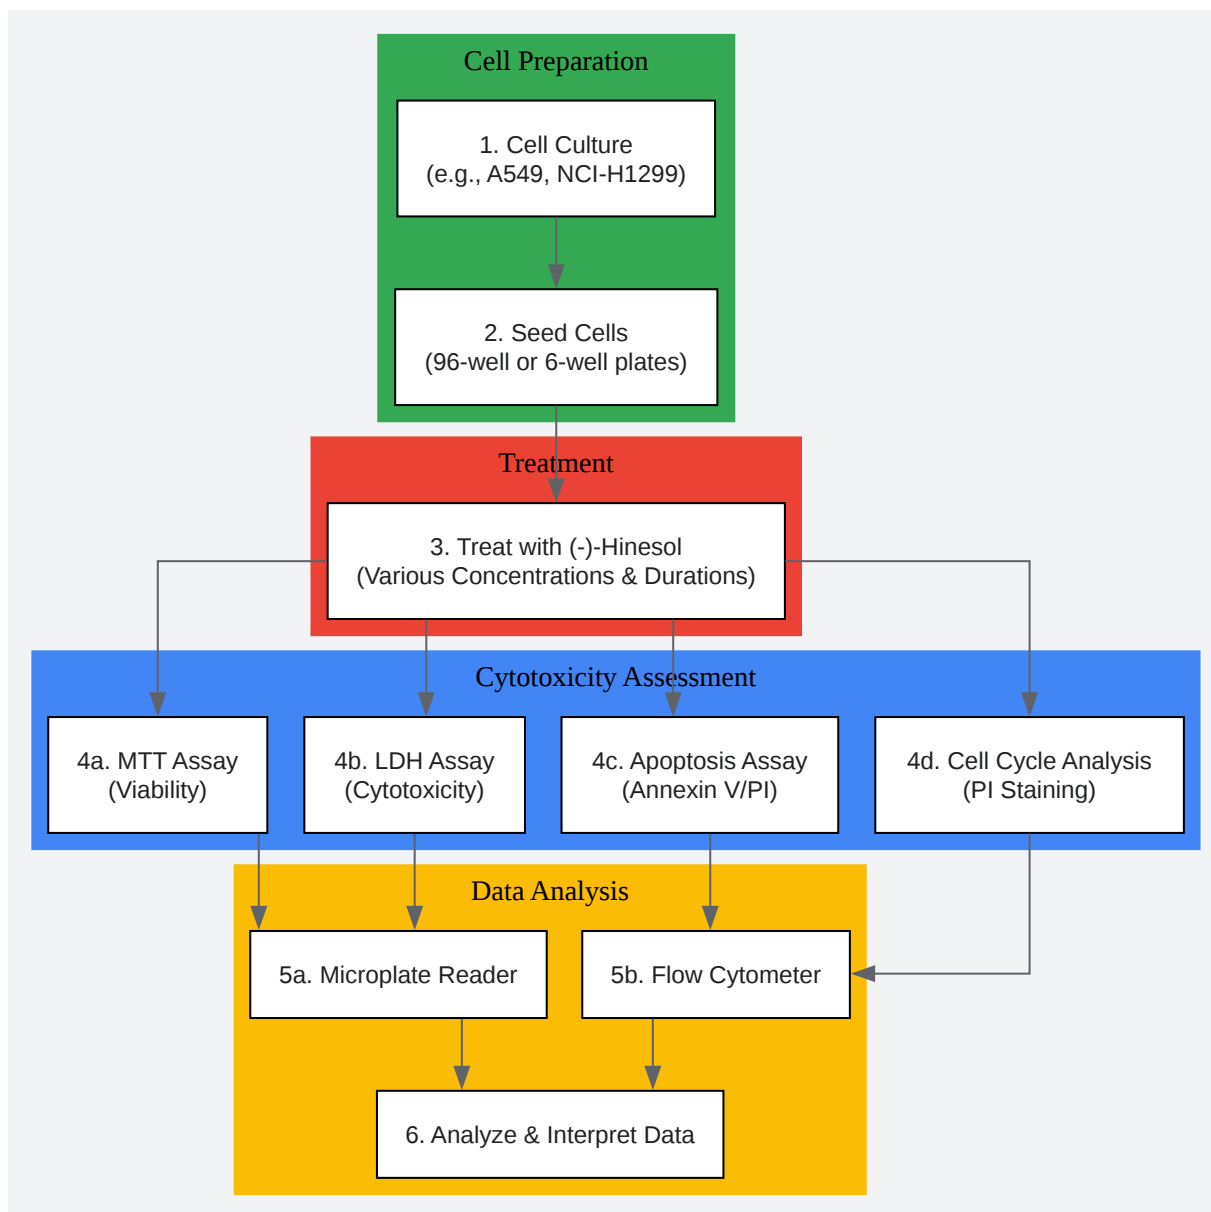 Cell Preparation
1. Cell Culture
(e.g., A549, NCI-H1299)
2. Seed Cells
(96-well or 6-well plates)
Treatment
3. Treat with (-)-Hinesol
(Various Concentrations & Durations)
Cytotoxicity Assessment
4a. MTT Assay
(Viability)
4b. LDH Assay
(Cytotoxicity)
4c. Apoptosis Assay
(Annexin V/PI)
4d. Cell Cycle Analysis
(PI Staining)
Data Analysis
5a. Microplate Reader
5b. Flow Cytometer
6. Analyze & Interpret Data